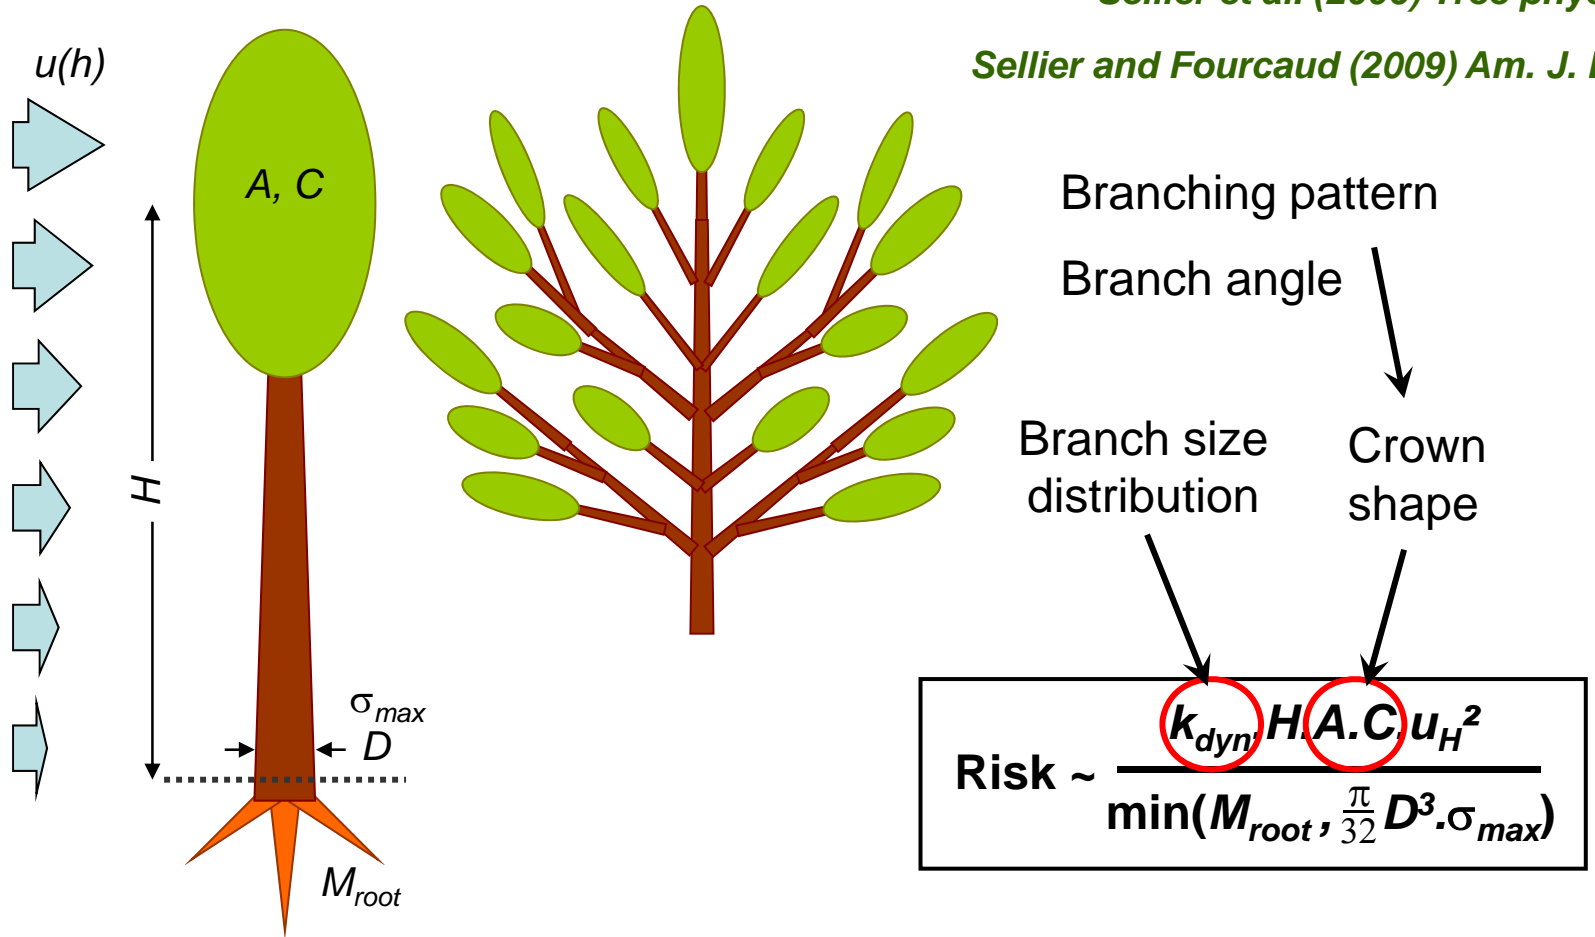 Sellier and Fourcaud (2009) Am. J.
u(h)
A, C
H
σmax
D
Mroot
Branching pattern
Branch angle
Branch size
distribution
Crown
shape
Risk ~ kdyn.H.A.C.uH²
min(Mroot, π/32 D³.σmax)